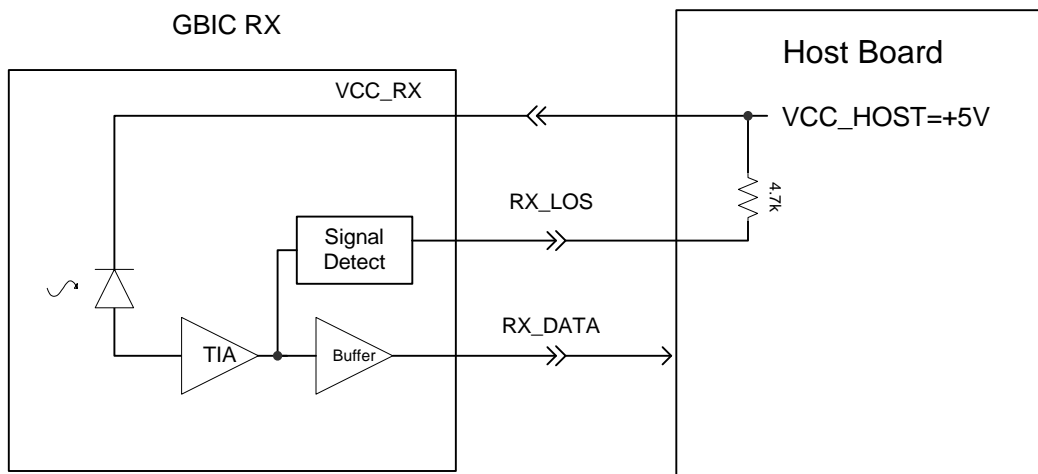 GBIC RX
Host Board
VCC_RX
VCC_HOST=+5V
4.7k
RX_LOS
Signal
Detect
RX_DATA
TIA
Buffer